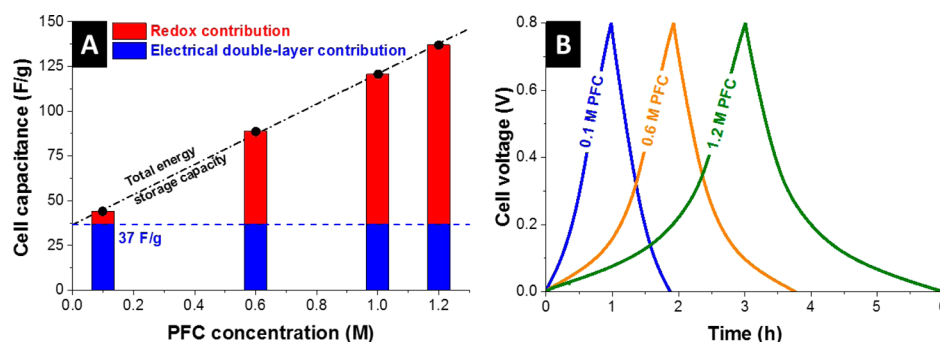 A
Redox contribution
Electrical double-layer contribution
Total energy
storage capacity
37 F/g
Cell capacitance (F/g)
150
125
100
75
50
25
0
0.0 0.2 0.4 0.6 0.8 1.0 1.2
PFC concentration (M)
B
0.1 M PFC
0.6 M PFC
1.2 M PFC
Cell voltage (V)
0.8
0.6
0.4
0.2
0.0
0 1 2 3 4 5 6
Time (h)